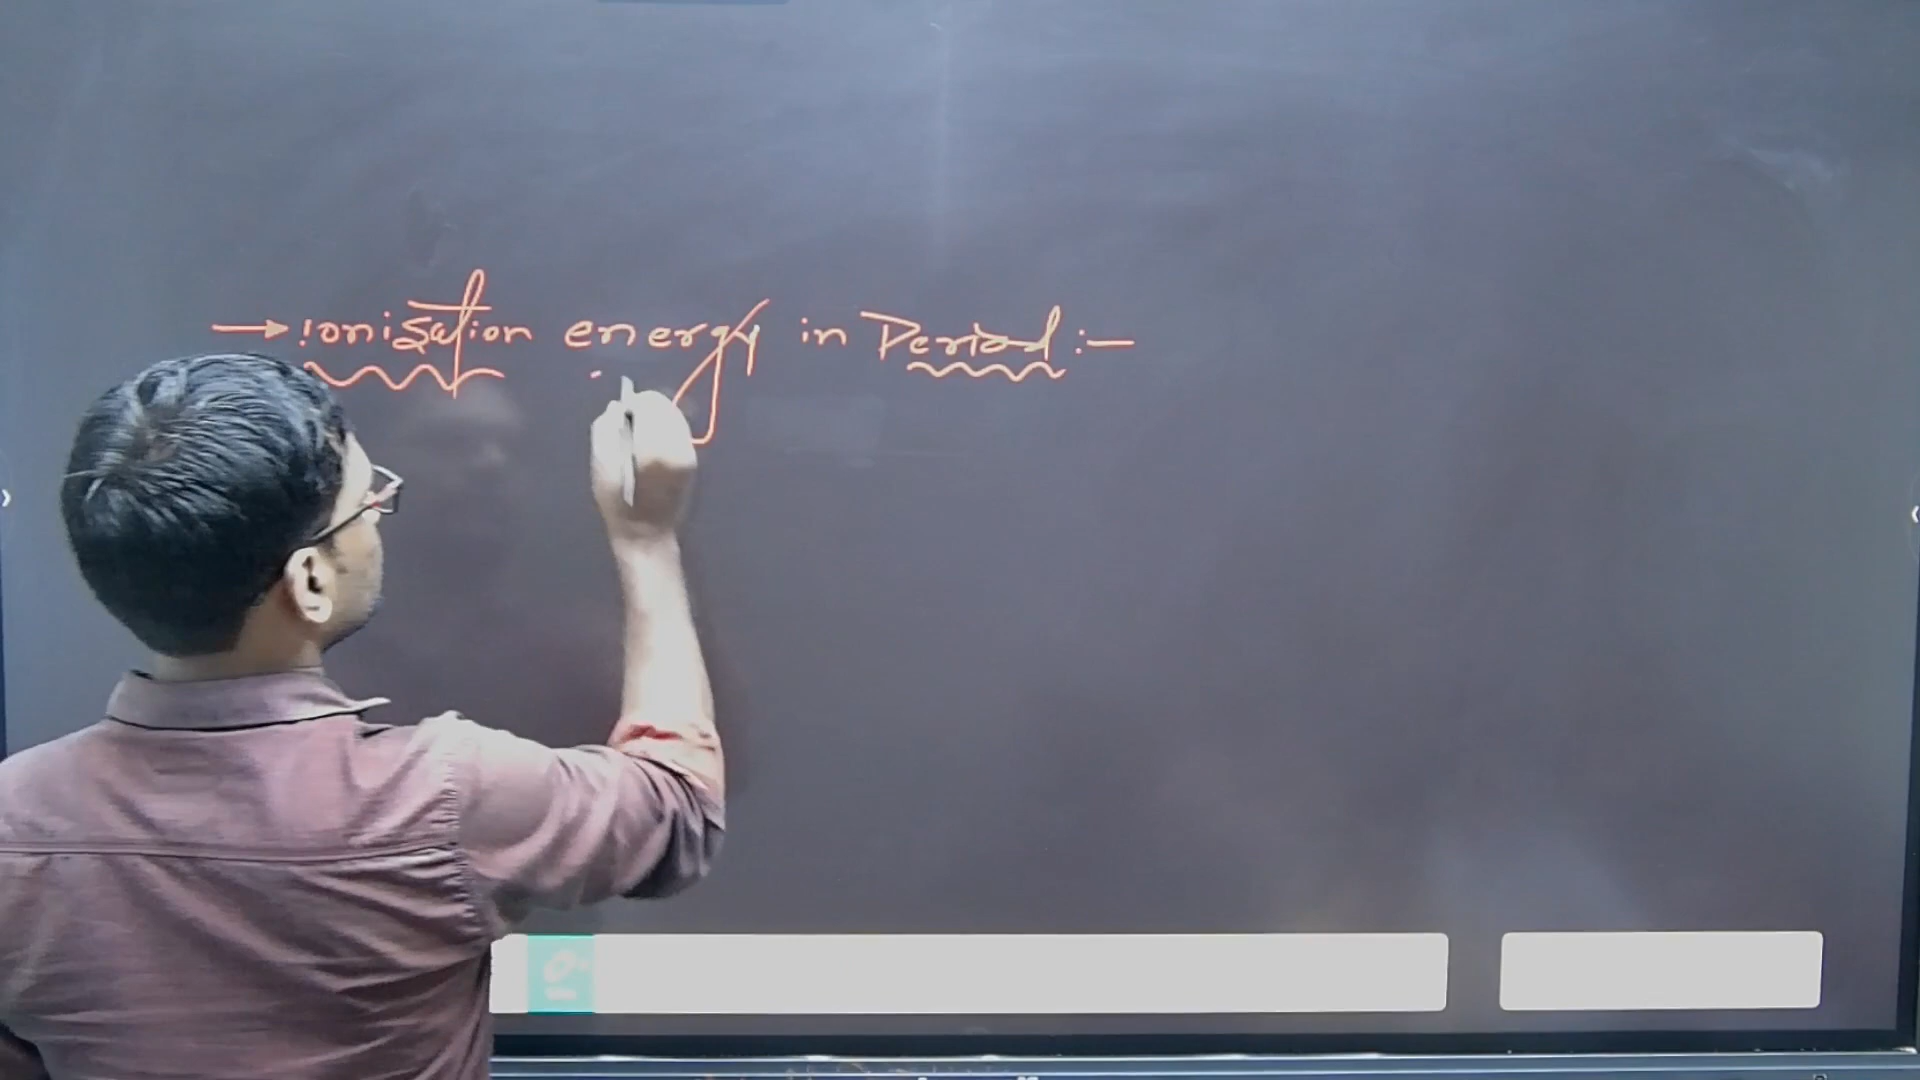 → ionisation energy in Period :-